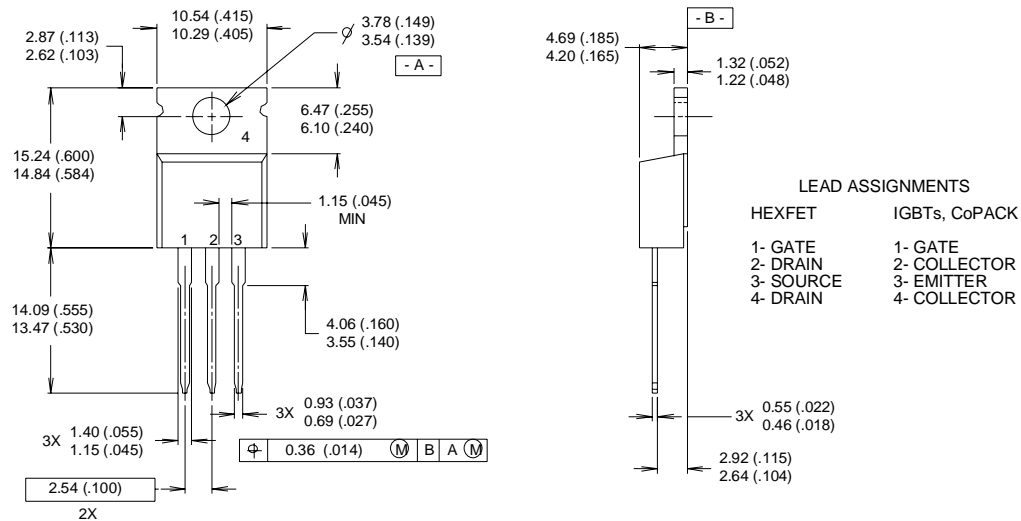 10.54 (.415)
10.29 (.405)
3.78 (.149)
3.54 (.139)
- A -
2.87 (.113)
2.62 (.103)
6.47 (.255)
6.10 (.240)
4
15.24 (.600)
14.84 (.584)
1.15 (.045)
MIN
1 2 3
14.09 (.555)
13.47 (.530)
4.06 (.160)
3.55 (.140)
3X 0.93 (.037)
0.69 (.027)
3X 1.40 (.055)
1.15 (.045)
⌖ 0.36 (.014) Ⓜ B A Ⓜ
2.54 (.100)
2X
- B -
4.69 (.185)
4.20 (.165)
1.32 (.052)
1.22 (.048)
3X 0.55 (.022)
0.46 (.018)
2.92 (.115)
2.64 (.104)
LEAD ASSIGNMENTS
HEXFET
1- GATE
2- DRAIN
3- SOURCE
4- DRAIN
IGBTs, CoPACK
1- GATE
2- COLLECTOR
3- EMITTER
4- COLLECTOR